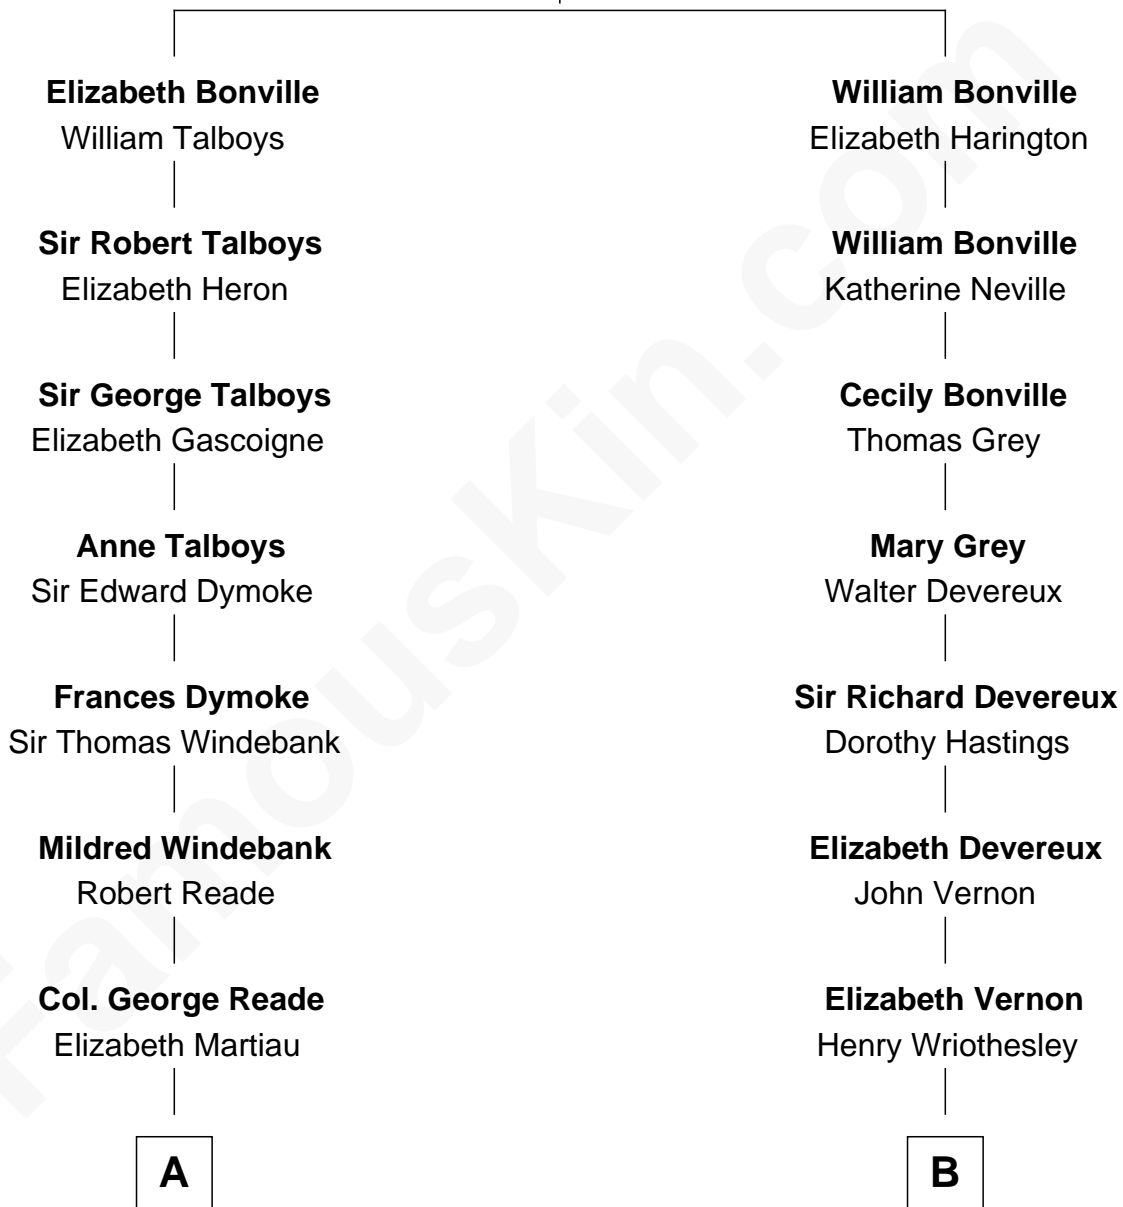 Elizabeth Bonville
William Talboys
William Bonville
Elizabeth Harington
Sir Robert Talboys
Elizabeth Heron
William Bonville
Katherine Neville
Sir George Talboys
Elizabeth Gascoigne
Cecily Bonville
Thomas Grey
Anne Talboys
Sir Edward Dymoke
Mary Grey
Walter Devereux
Frances Dymoke
Sir Thomas Windebank
Sir Richard Devereux
Dorothy Hastings
Mildred Windebank
Robert Reade
Elizabeth Devereux
John Vernon
Col. George Reade
Elizabeth Martiau
Elizabeth Vernon
Henry Wriothesley
A
B
FamousKin.com